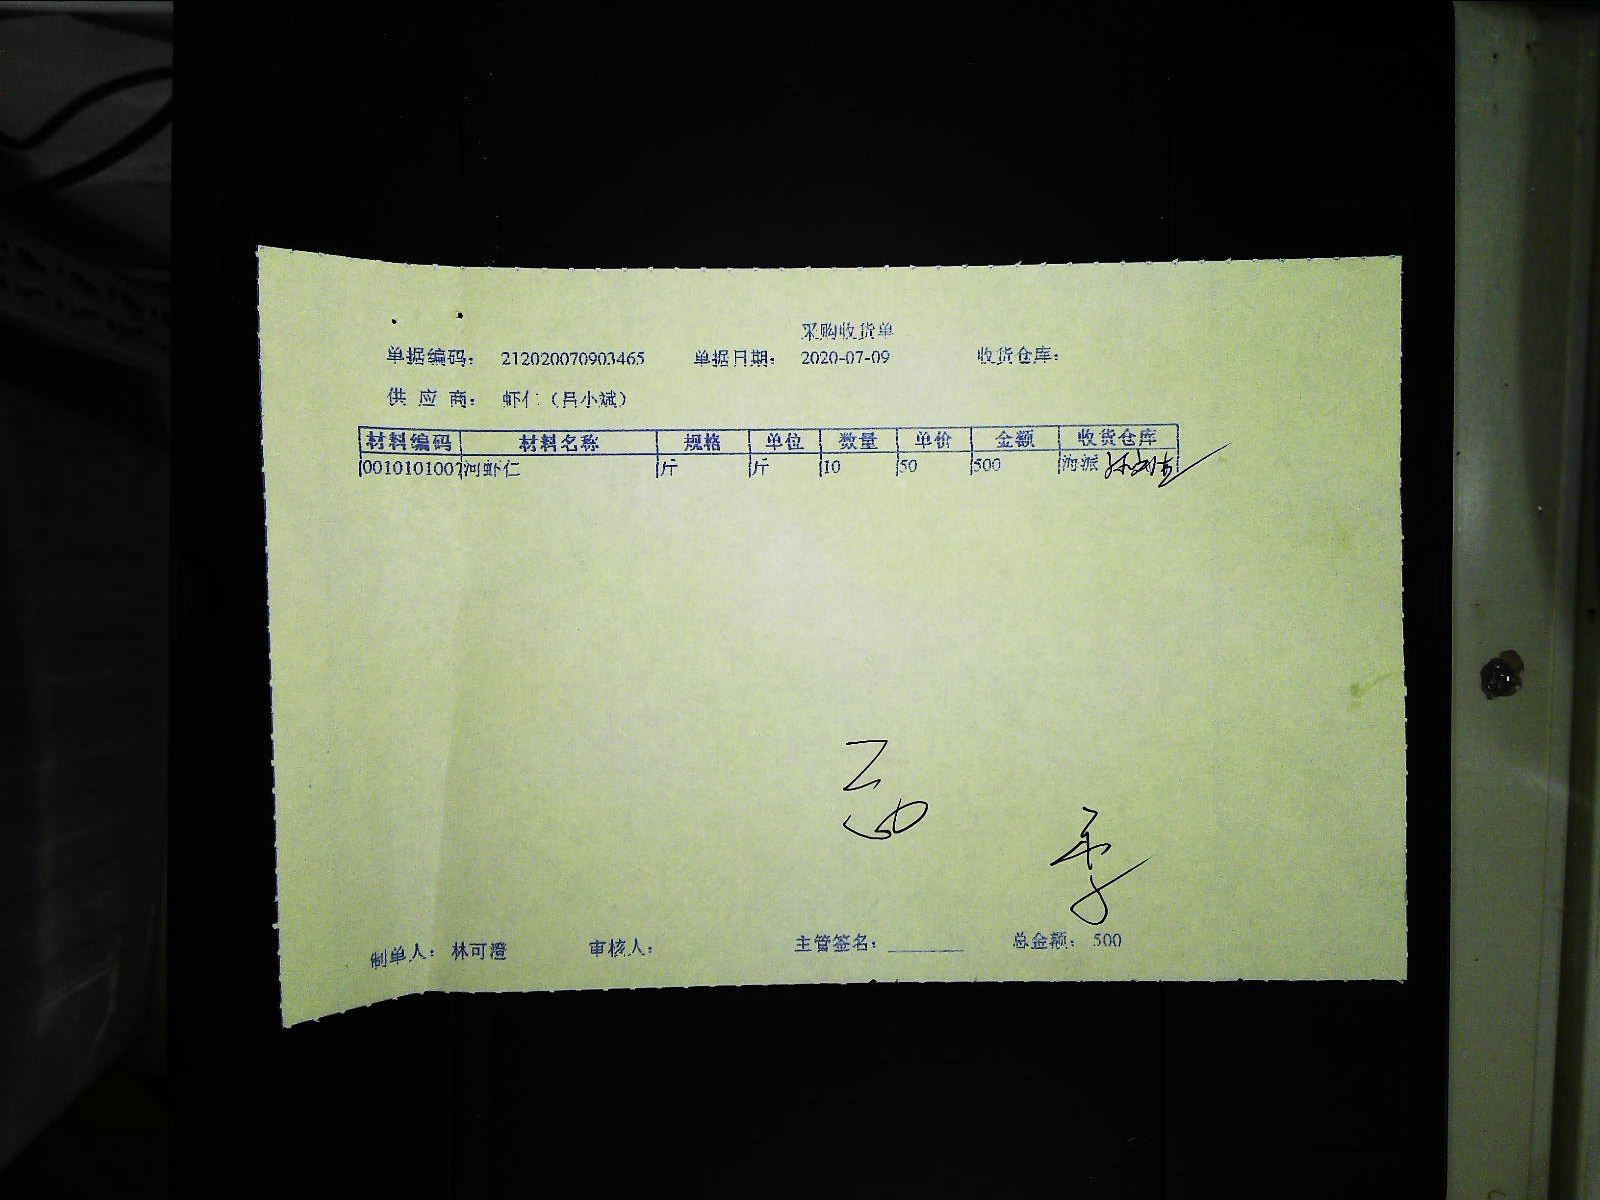 采购收货单
单据编码： 212020070903465 单据日期： 2020-07-09 收货仓库：
供 应 商： 虾仁（吕小斌）
材料编码 材料名称 规格 单位 数量 单价 金额 收货仓库
0010101007 河虾仁 斤 斤 10 50 500 海派
制单人： 林可澄 审核人： 主管签名： 总金额： 500